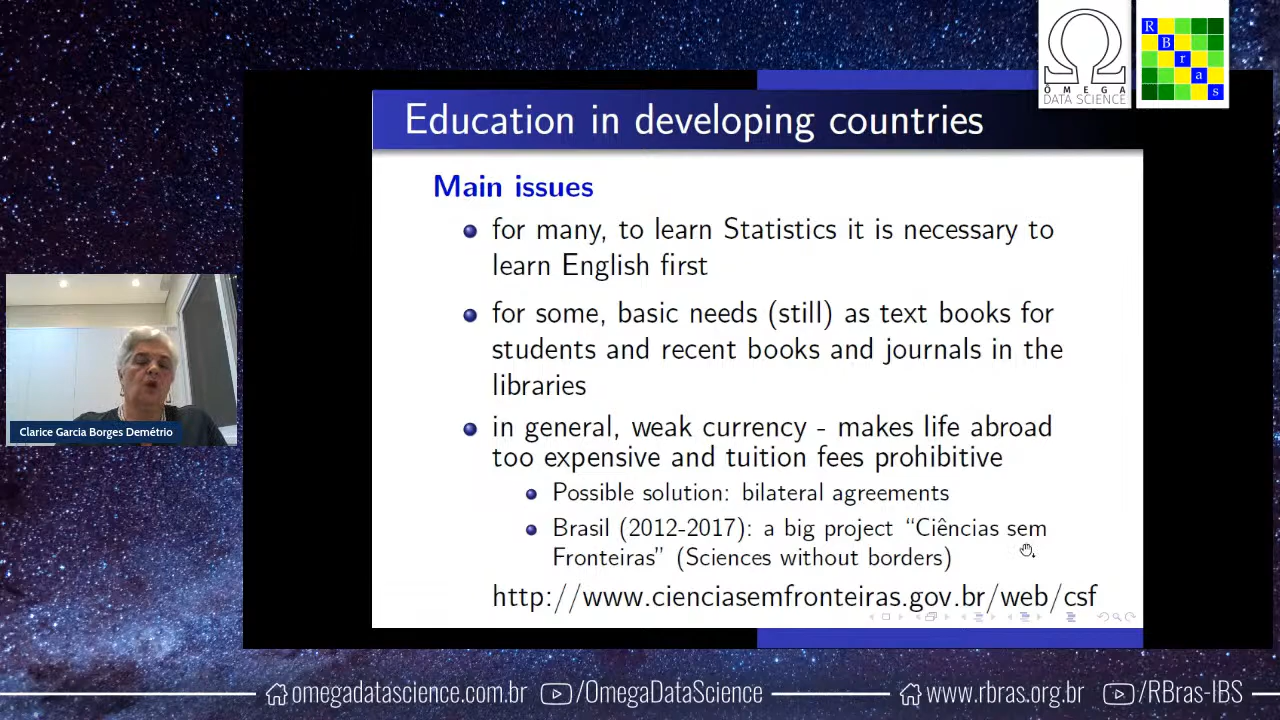 Ω
OMEGA
DATA SCIENCE
R
B
r
a
s
Education in developing countries
Main issues
for many, to learn Statistics it is necessary to
learn English first
for some, basic needs (still) as text books for
students and recent books and journals in the
libraries
in general, weak currency - makes life abroad
too expensive and tuition fees prohibitive
Possible solution: bilateral agreements
Brasil (2012-2017): a big project “Ciências sem
Fronteiras” (Sciences without borders)
http://www.cienciasemfronteiras.gov.br/web/csf
Clarice Garcia Borges Demétrio
omegadatascience.com.br /OmegaDataScience www.rbras.org.br /RBras-IBS